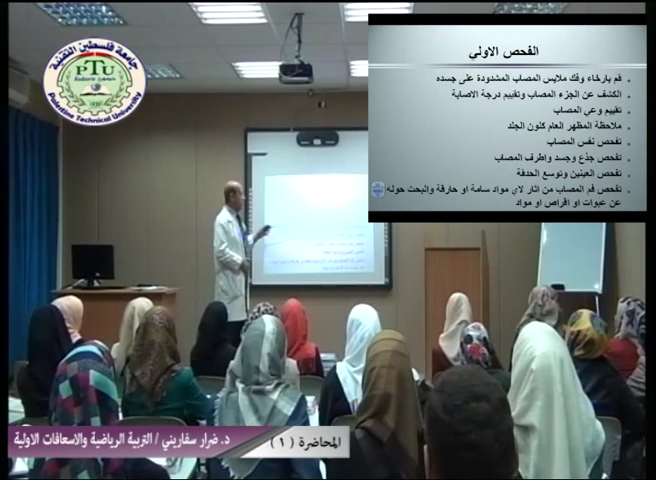 جامعة فلسطين التقنية
PTU
Palestine Technical University
الفحص الاولي
قم بارخاء وفك ملابس المصاب المشدودة على جسده
الكشف عن الجزء المصاب وتقييم درجة الاصابة
تقييم وعي المصاب
ملاحظة المظهر العام كلون الجلد
تفحص نفس المصاب
تفحص جذع وجسد واطرف المصاب
تفحص العينين وتوسع الحدقة
تفحص فم المصاب من اثار لاي مواد سامة او حارقة والبحث حوله
عن عبوات او اقراص او مواد
المحاضرة ( ١ )
د. ضرار سفاريني / التربية الرياضية والاسعافات الاولية